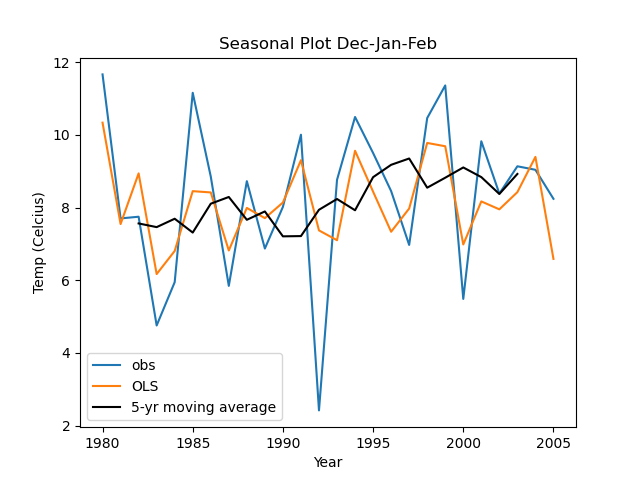 Seasonal Plot Dec-Jan-Feb
12
10
8
6
4
2
Temp (Celcius)
obs
OLS
5-yr moving average
1980 1985 1990 1995 2000 2005
Year